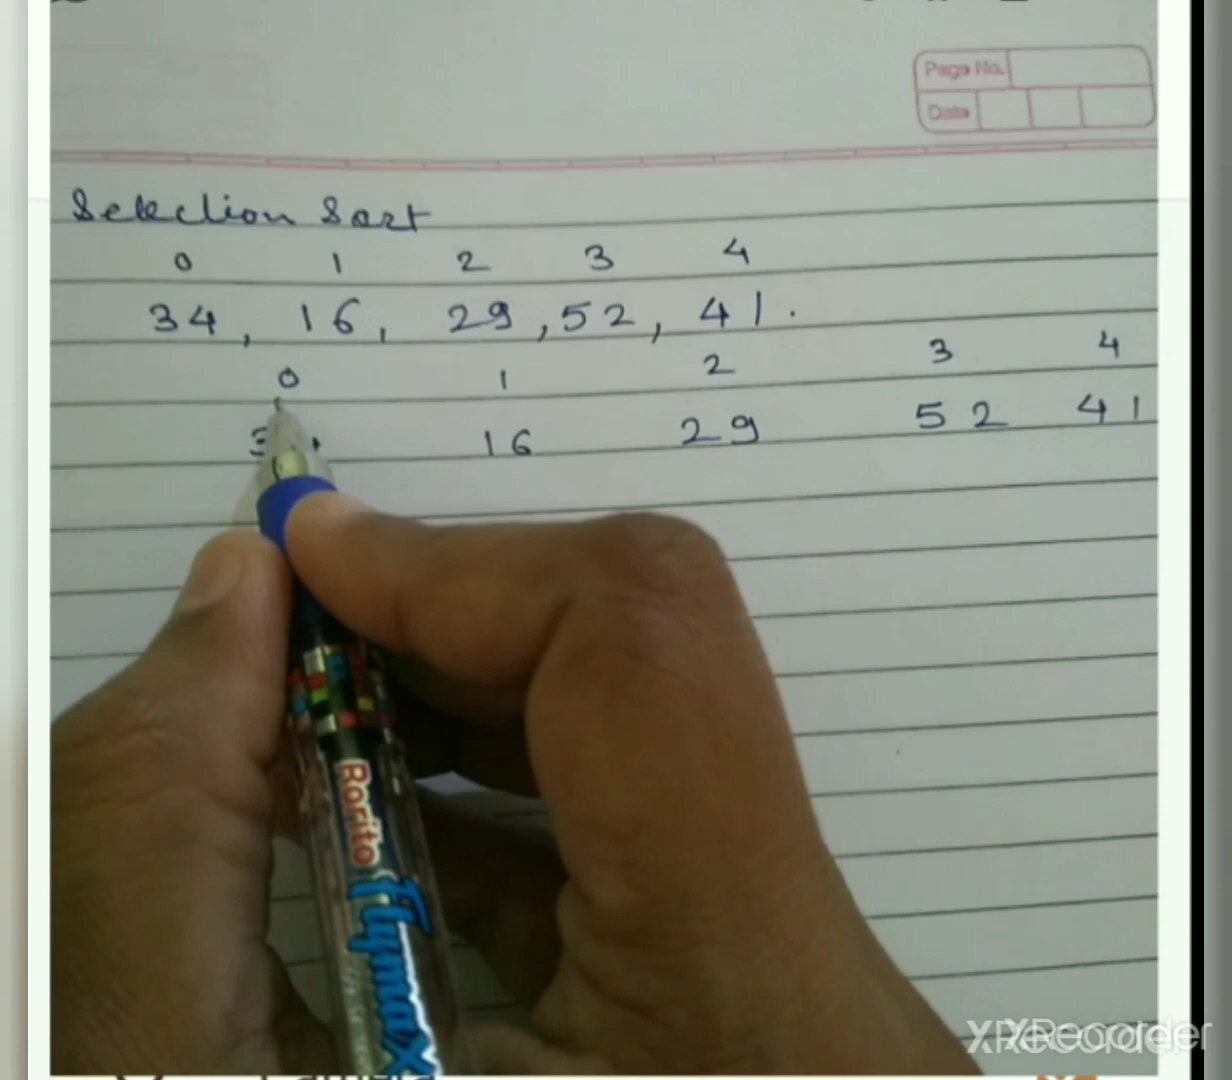 Page No.
Date
Selection Sort
0 1 2 3 4
34, 16, 29, 52, 41.
0 1 2 3 4
16 29 52 41
Rorito
Flymax
XRecorder